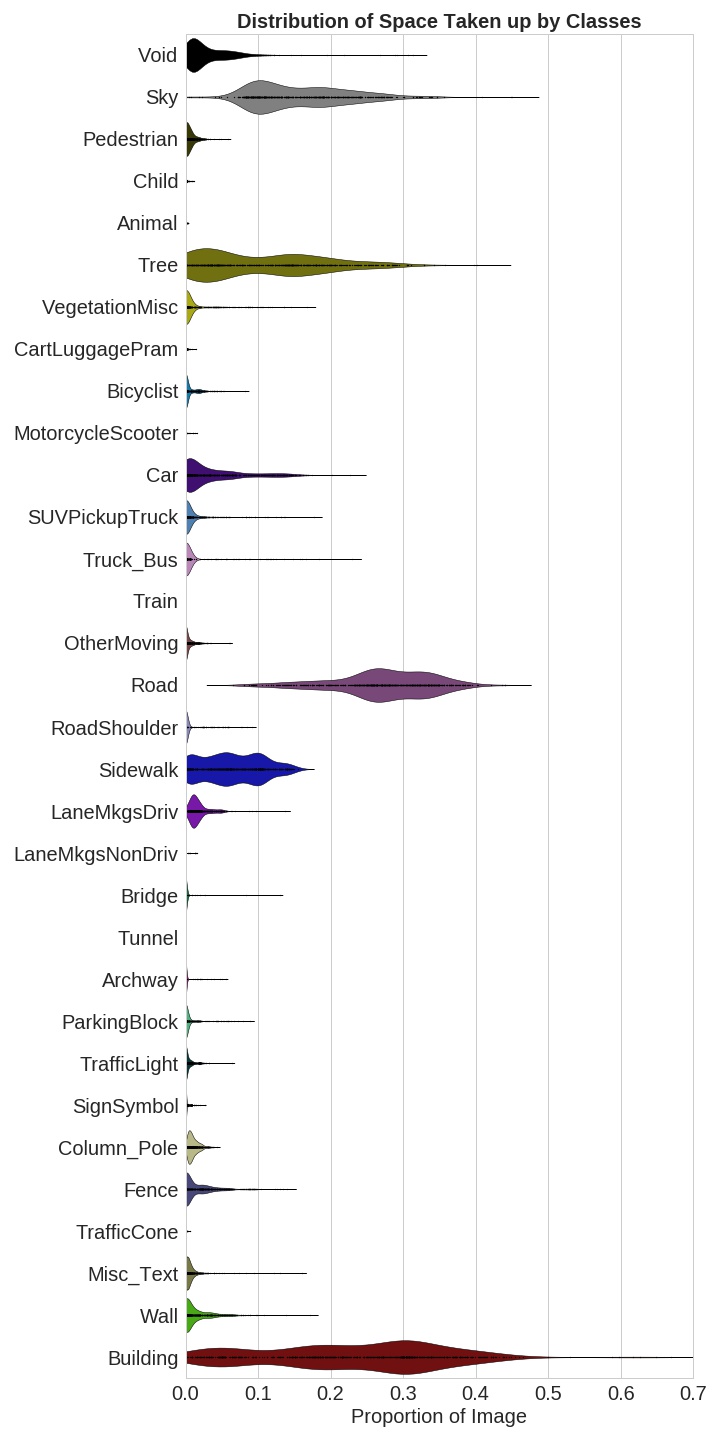 Distribution of Space Taken up by Classes
Void
Sky
Pedestrian
Child
Animal
Tree
VegetationMisc
CartLuggagePram
Bicyclist
MotorcycleScooter
Car
SUVPickupTruck
Truck_Bus
Train
OtherMoving
Road
RoadShoulder
Sidewalk
LaneMkgsDriv
LaneMkgsNonDriv
Bridge
Tunnel
Archway
ParkingBlock
TrafficLight
SignSymbol
Column_Pole
Fence
TrafficCone
Misc_Text
Wall
Building
0.0 0.1 0.2 0.3 0.4 0.5 0.6 0.7
Proportion of Image